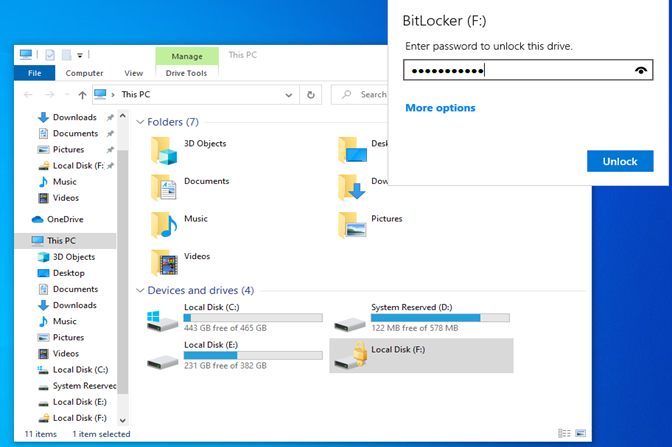 BitLocker (F:)
Enter password to unlock this drive.
More options
Unlock
Manage
This PC
File
Computer
View
Drive Tools
This PC
Search
Downloads
Documents
Pictures
Local Disk (F:
Music
Videos
OneDrive
This PC
3D Objects
Desktop
Documents
Downloads
Music
Pictures
Videos
Local Disk (C:)
System Reserved
Local Disk (E:)
Local Disk (F:)
Folders (7)
3D Objects
Desk
Documents
Dow
Music
Pictures
Videos
Devices and drives (4)
Local Disk (C:)
443 GB free of 465 GB
System Reserved (D:)
122 MB free of 578 MB
Local Disk (E:)
231 GB free of 382 GB
Local Disk (F:)
11 items
1 item selected